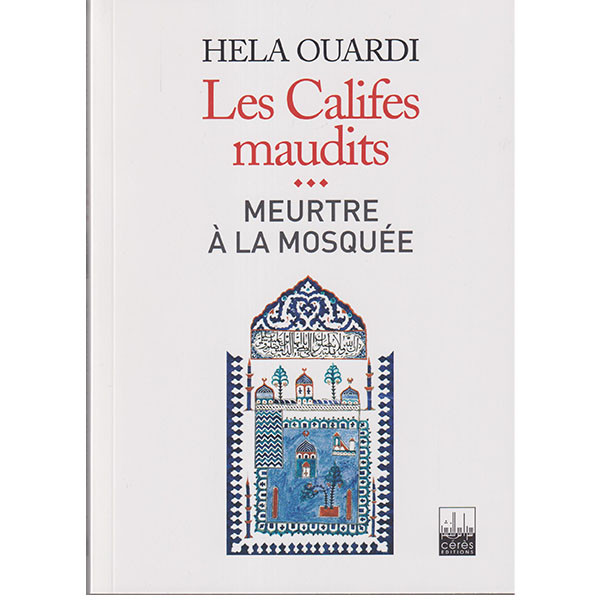 HELA OUARDI
Les Califes
maudits
MEURTRE
À LA MOSQUÉE
cérès
EDITIONS